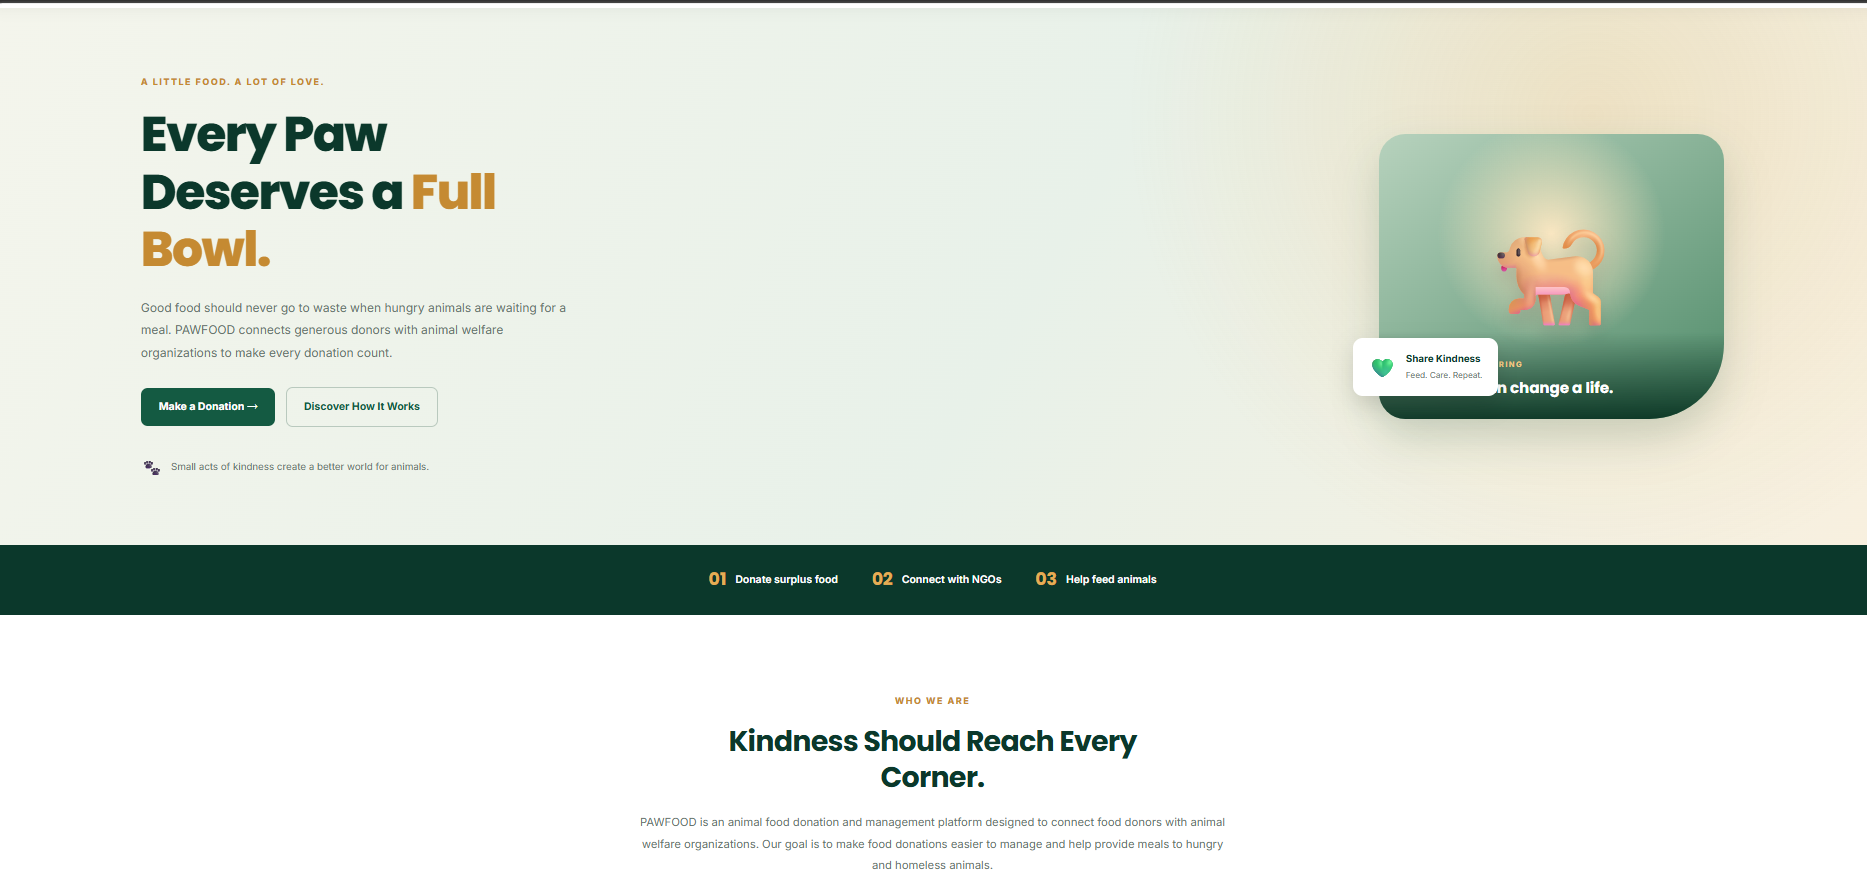 A LITTLE FOOD. A LOT OF LOVE.
Every Paw
Deserves a Full
Bowl.
Good food should never go to waste when hungry animals are waiting for a
meal. PAWFOOD connects generous donors with animal welfare
organizations to make every donation count.
Make a Donation →
Discover How It Works
Small acts of kindness create a better world for animals.
Share Kindness
Feed. Care. Repeat.
change a life.
01 Donate surplus food
02 Connect with NGOs
03 Help feed animals
WHO WE ARE
Kindness Should Reach Every
Corner.
PAWFOOD is an animal food donation and management platform designed to connect food donors with animal
welfare organizations. Our goal is to make food donations easier to manage and help provide meals to hungry
and homeless animals.